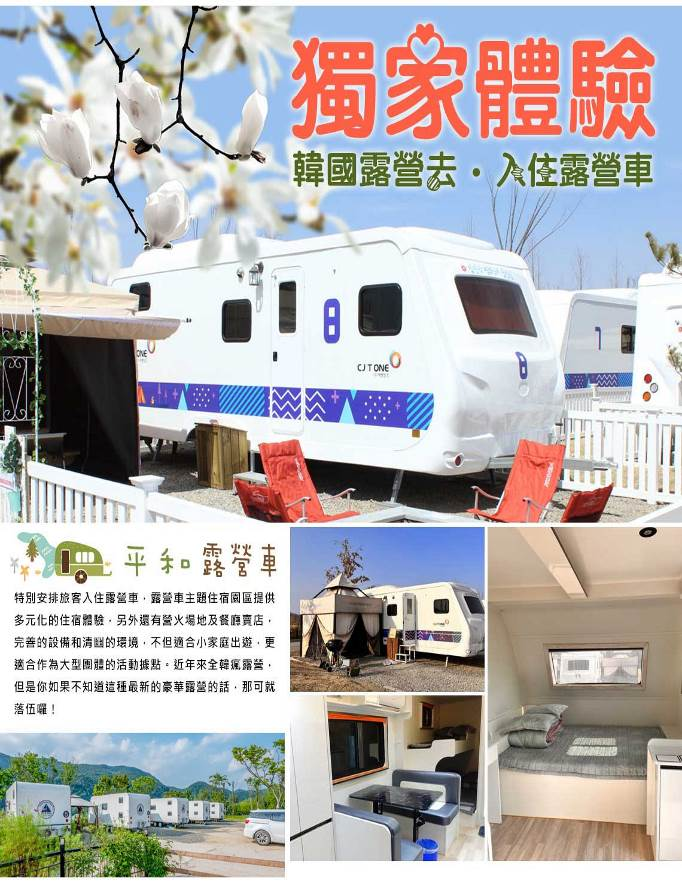 獨家體驗
韓國露營去・入住露營車
8
CJ T ONE
7
平和露營車
特別安排旅客入住露營車，露營車主題住宿園區提供
多元化的住宿體驗，另外還有營火場地及餐廳賣店，
完善的設備和清幽的環境，不但適合小家庭出遊，更
適合作為大型團體的活動據點。近年來全韓瘋露營，
但是你如果不知道這種最新的豪華露營的話，那可就
落伍囉！